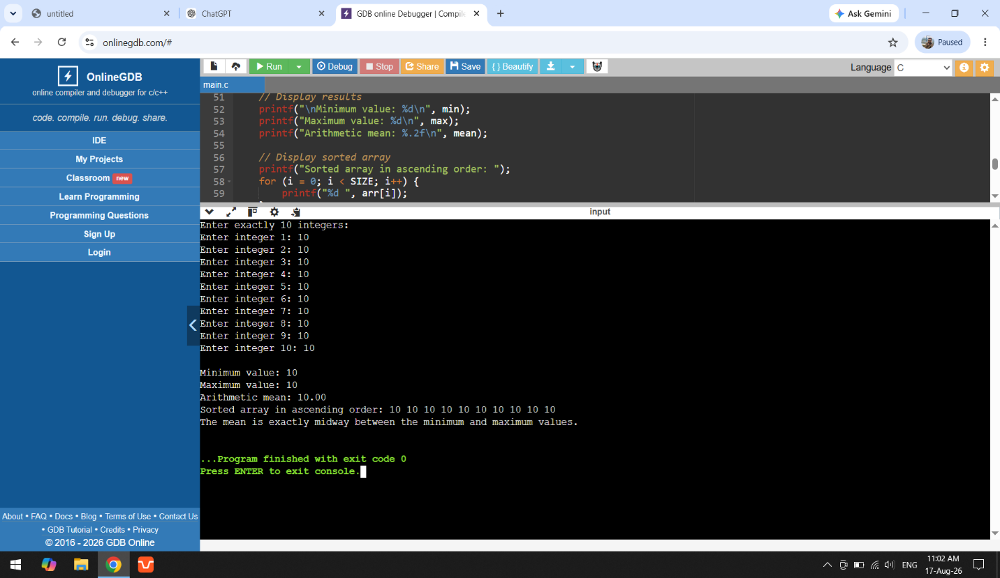 untitled
ChatGPT
GDB online Debugger | Compile
Ask Gemini
onlinegdb.com/#
Paused
OnlineGDB
online compiler and debugger for c/c++
code. compile. run. debug. share.
IDE
My Projects
Classroom new
Learn Programming
Programming Questions
Sign Up
Login
About • FAQ • Docs • Blog • Terms of Use • Contact Us
• GDB Tutorial • Credits • Privacy
© 2016 - 2026 GDB Online
Run Debug Stop Share Save { } Beautify Language C
main.c
51 // Display results
52 printf("\nMinimum value: %d\n", min);
53 printf("Maximum value: %d\n", max);
54 printf("Arithmetic mean: %.2f\n", mean);
55
56 // Display sorted array
57 printf("Sorted array in ascending order: ");
58 for (i = 0; i < SIZE; i++) {
59 printf("%d ", arr[i]);
input
Enter exactly 10 integers:
Enter integer 1: 10
Enter integer 2: 10
Enter integer 3: 10
Enter integer 4: 10
Enter integer 5: 10
Enter integer 6: 10
Enter integer 7: 10
Enter integer 8: 10
Enter integer 9: 10
Enter integer 10: 10
Minimum value: 10
Maximum value: 10
Arithmetic mean: 10.00
Sorted array in ascending order: 10 10 10 10 10 10 10 10 10 10
The mean is exactly midway between the minimum and maximum values.
...Program finished with exit code 0
Press ENTER to exit console.
ENG
11:02 AM
17-Aug-26